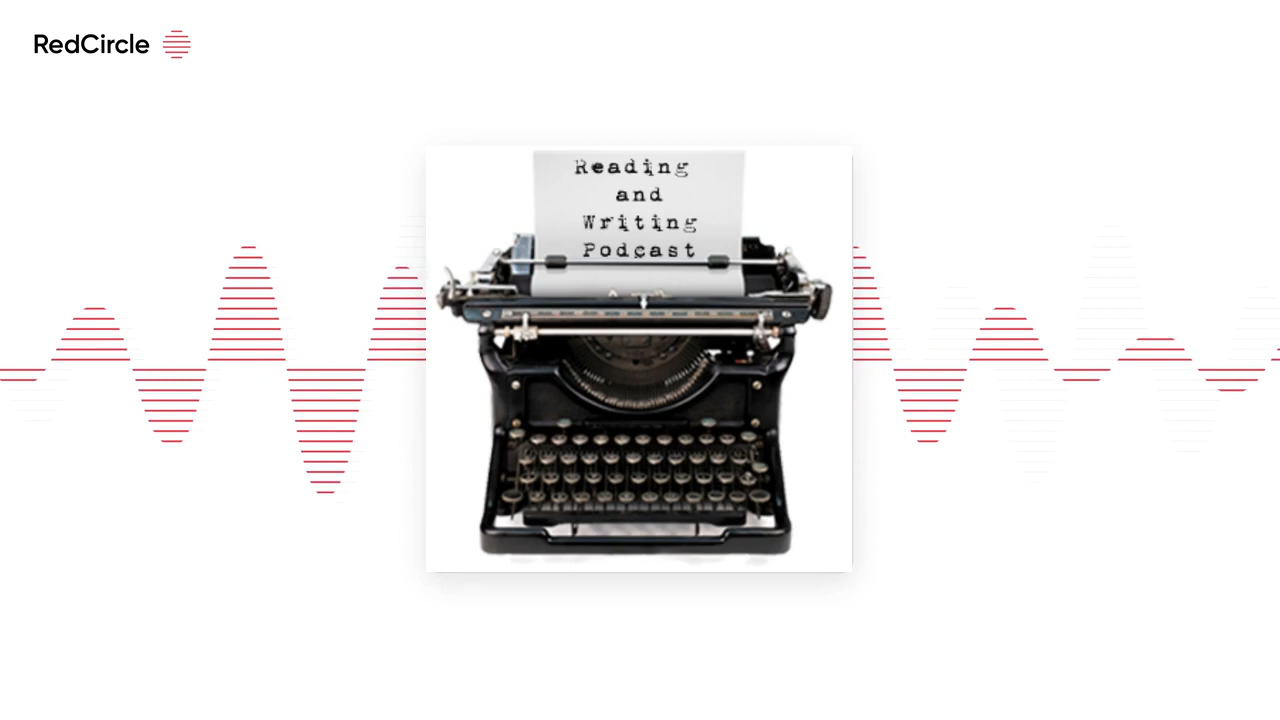 RedCircle
Reading
and
Writing
Podcast